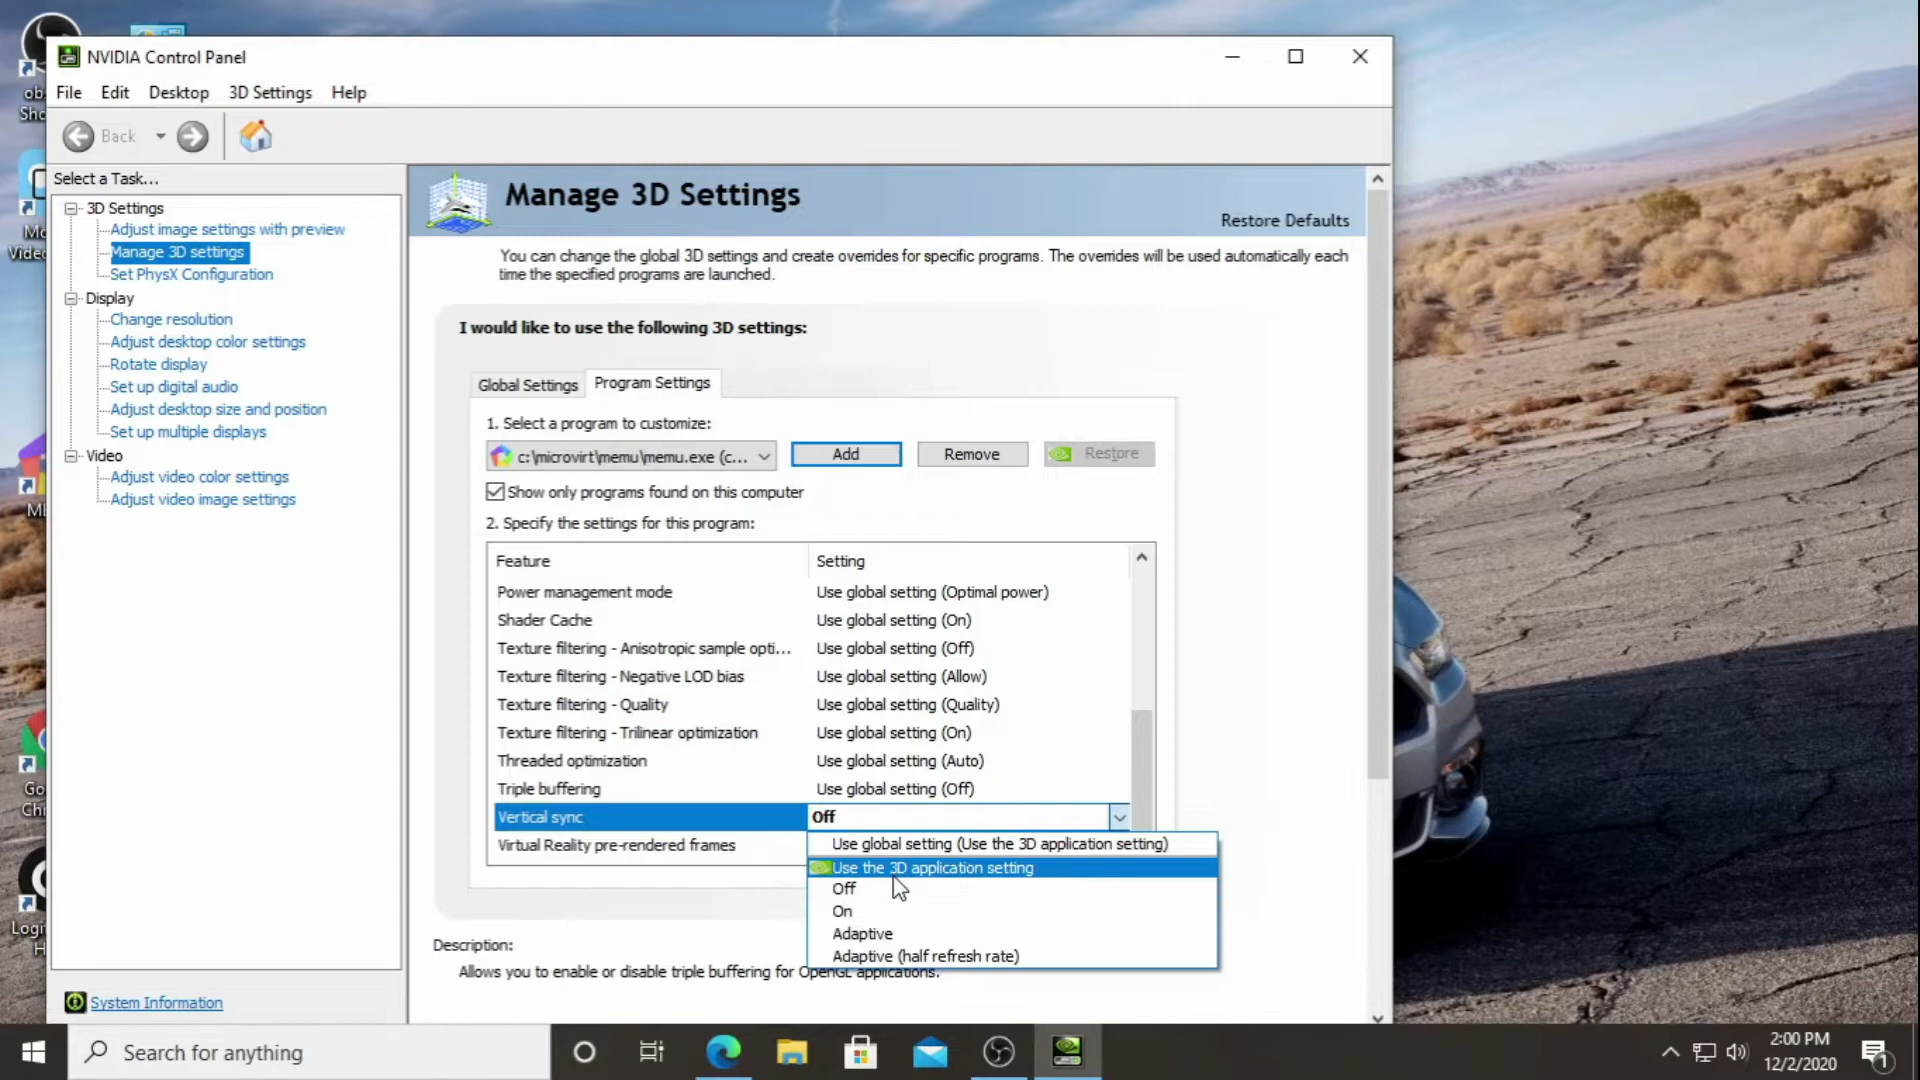 ob
Sho
NVIDIA Control Panel
File Edit Desktop 3D Settings Help
Back
Select a Task...
3D Settings
Adjust image settings with preview
Manage 3D settings
Set PhysX Configuration
Display
Change resolution
Adjust desktop color settings
Rotate display
Set up digital audio
Adjust desktop size and position
Set up multiple displays
Video
Adjust video color settings
Adjust video image settings
System Information
Manage 3D Settings
Restore Defaults
You can change the global 3D settings and create overrides for specific programs. The overrides will be used automatically each
time the specified programs are launched.
I would like to use the following 3D settings:
Global Settings Program Settings
1. Select a program to customize:
c:\microvirt\memu\memu.exe (c... Add Remove Restore
Show only programs found on this computer
2. Specify the settings for this program:
Feature Setting
Power management mode Use global setting (Optimal power)
Shader Cache Use global setting (On)
Texture filtering - Anisotropic sample opti... Use global setting (Off)
Texture filtering - Negative LOD bias Use global setting (Allow)
Texture filtering - Quality Use global setting (Quality)
Texture filtering - Trilinear optimization Use global setting (On)
Threaded optimization Use global setting (Auto)
Triple buffering Use global setting (Off)
Vertical sync Off
Virtual Reality pre-rendered frames
Use global setting (Use the 3D application setting)
Use the 3D application setting
Off
On
Adaptive
Adaptive (half refresh rate)
Description:
Allows you to enable or disable triple buffering for OpenGL applications.
Video
Go
Chr
Logit
H
Search for anything
2:00 PM
12/2/2020
1